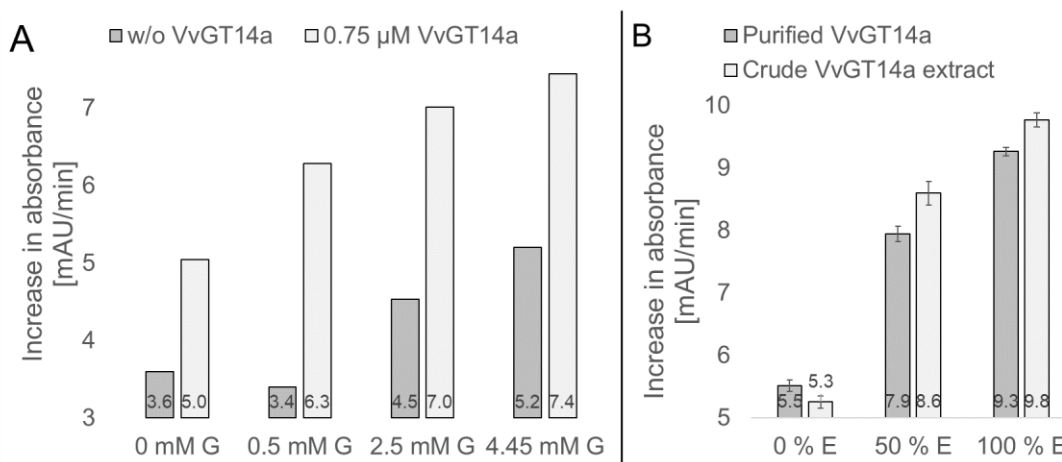 A
w/o VvGT14a
0.75 µM VvGT14a
Increase in absorbance
[mAU/min]
7
6
5
4
3
3.6
5.0
3.4
6.3
4.5
7.0
5.2
7.4
0 mM G
0.5 mM G
2.5 mM G
4.45 mM G
B
Purified VvGT14a
Crude VvGT14a extract
Increase in absorbance
[mAU/min]
10
9
8
7
6
5
5.5
5.3
7.9
8.6
9.3
9.8
0 % E
50 % E
100 % E